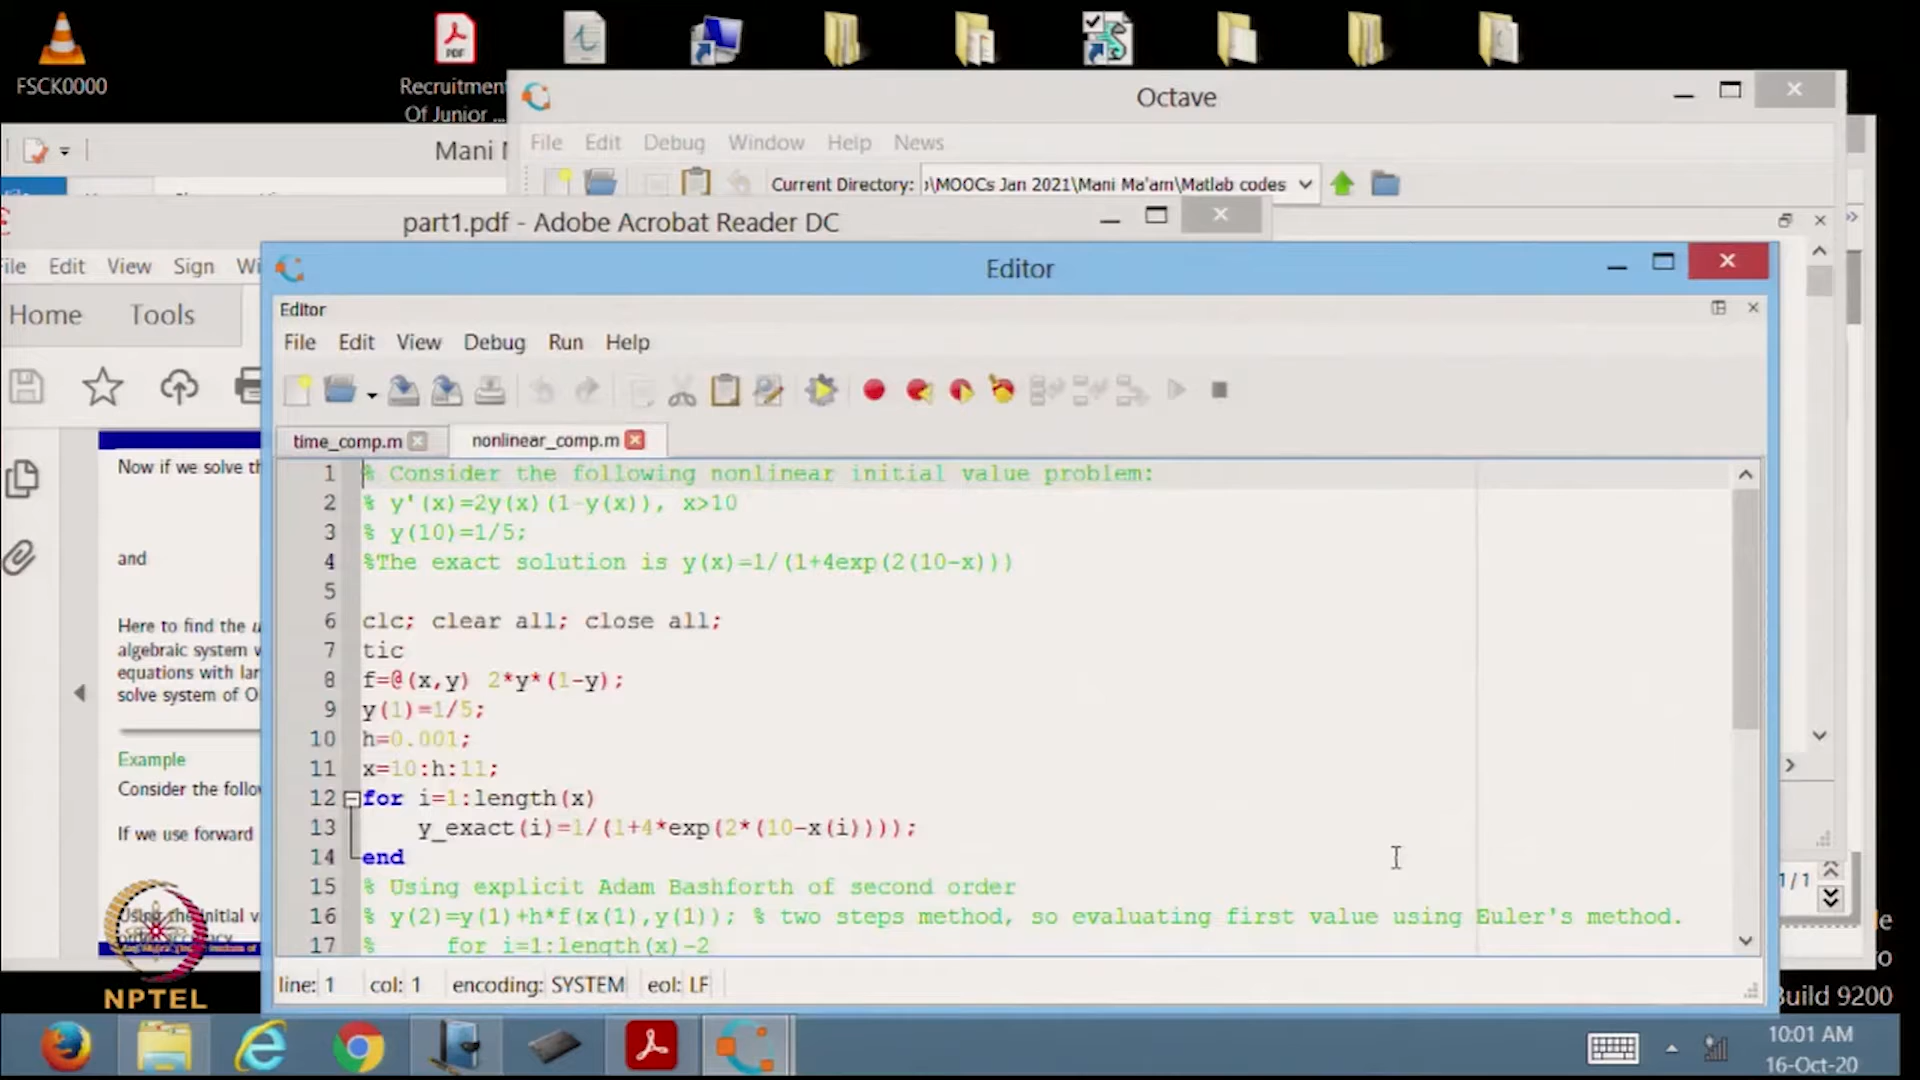 FSCK0000
Recruitment
Of Junior ...
Octave
File Edit Debug Window Help News
Mani
Current Directory: \MOOCs Jan 2021\Mani Ma'am\Matlab codes
part1.pdf - Adobe Acrobat Reader DC
File Edit View Sign
Home Tools
Editor
Editor
File Edit View Debug Run Help
time_comp.m
nonlinear_comp.m
1 % Consider the following nonlinear initial value problem:
2 % y'(x)=2y(x)(1-y(x)), x>10
3 % y(10)=1/5;
4 %The exact solution is y(x)=1/(1+4exp(2(10-x)))
5
6 clc; clear all; close all;
7 tic
8 f=@(x,y) 2*y*(1-y);
9 y(1)=1/5;
10 h=0.001;
11 x=10:h:11;
12 for i=1:length(x)
13 y_exact(i)=1/(1+4*exp(2*(10-x(i))));
14 end
15 % Using explicit Adam Bashforth of second order
16 % y(2)=y(1)+h*f(x(1),y(1)); % two steps method, so evaluating first value using Euler's method.
17 % for i=1:length(x)-2
line: 1 col: 1 encoding: SYSTEM eol: LF
Now if we solve
and
Here to find the
algebraic system
equations with
solve system of
Example
Consider the
If we use forward
Using the initial
NPTEL
1/1
Build 9200
10:01 AM
16-Oct-20